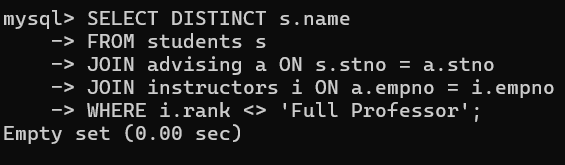 mysql> SELECT DISTINCT s.name
    -> FROM students s
    -> JOIN advising a ON s.stno = a.stno
    -> JOIN instructors i ON a.empno = i.empno
    -> WHERE i.rank <> 'Full Professor';
Empty set (0.00 sec)